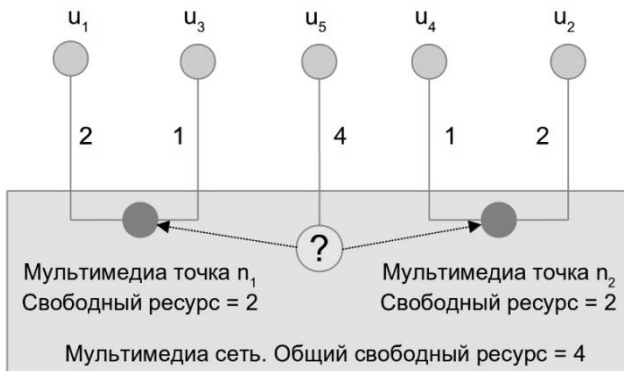 u₁ u₃ u₅ u₄ u₂
2 1 4 1 2
?
Мультимедиа точка n₁
Свободный ресурс = 2
Мультимедиа точка n₂
Свободный ресурс = 2
Мультимедиа сеть. Общий свободный ресурс = 4